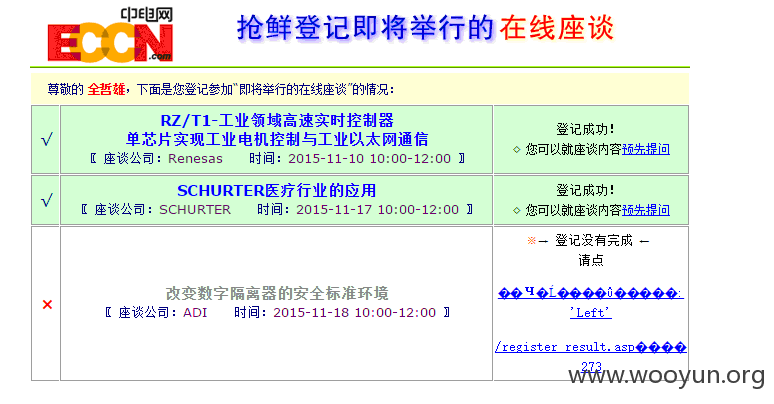 中电网
ECCN.com
抢鲜登记即将举行的在线座谈
尊敬的 全哲雄，下面是您登记参加“即将举行的在线座谈”的情况：
√
RZ/T1-工业领域高速实时控制器
单芯片实现工业电机控制与工业以太网通信
〖 座谈公司：Renesas 时间：2015-11-10 10:00-12:00 〗
登记成功！
◇ 您可以就座谈内容预先提问
√
SCHURTER医疗行业的应用
〖 座谈公司：SCHURTER 时间：2015-11-17 10:00-12:00 〗
登记成功！
◇ 您可以就座谈内容预先提问
×
改变数字隔离器的安全标准环境
〖 座谈公司：ADI 时间：2015-11-18 10:00-12:00 〗
※→ 登记没有完成 ←
请点
��Ч�Ĺ����û�����:
'Left'
/register_result.asp����
273
www.wooyun.org